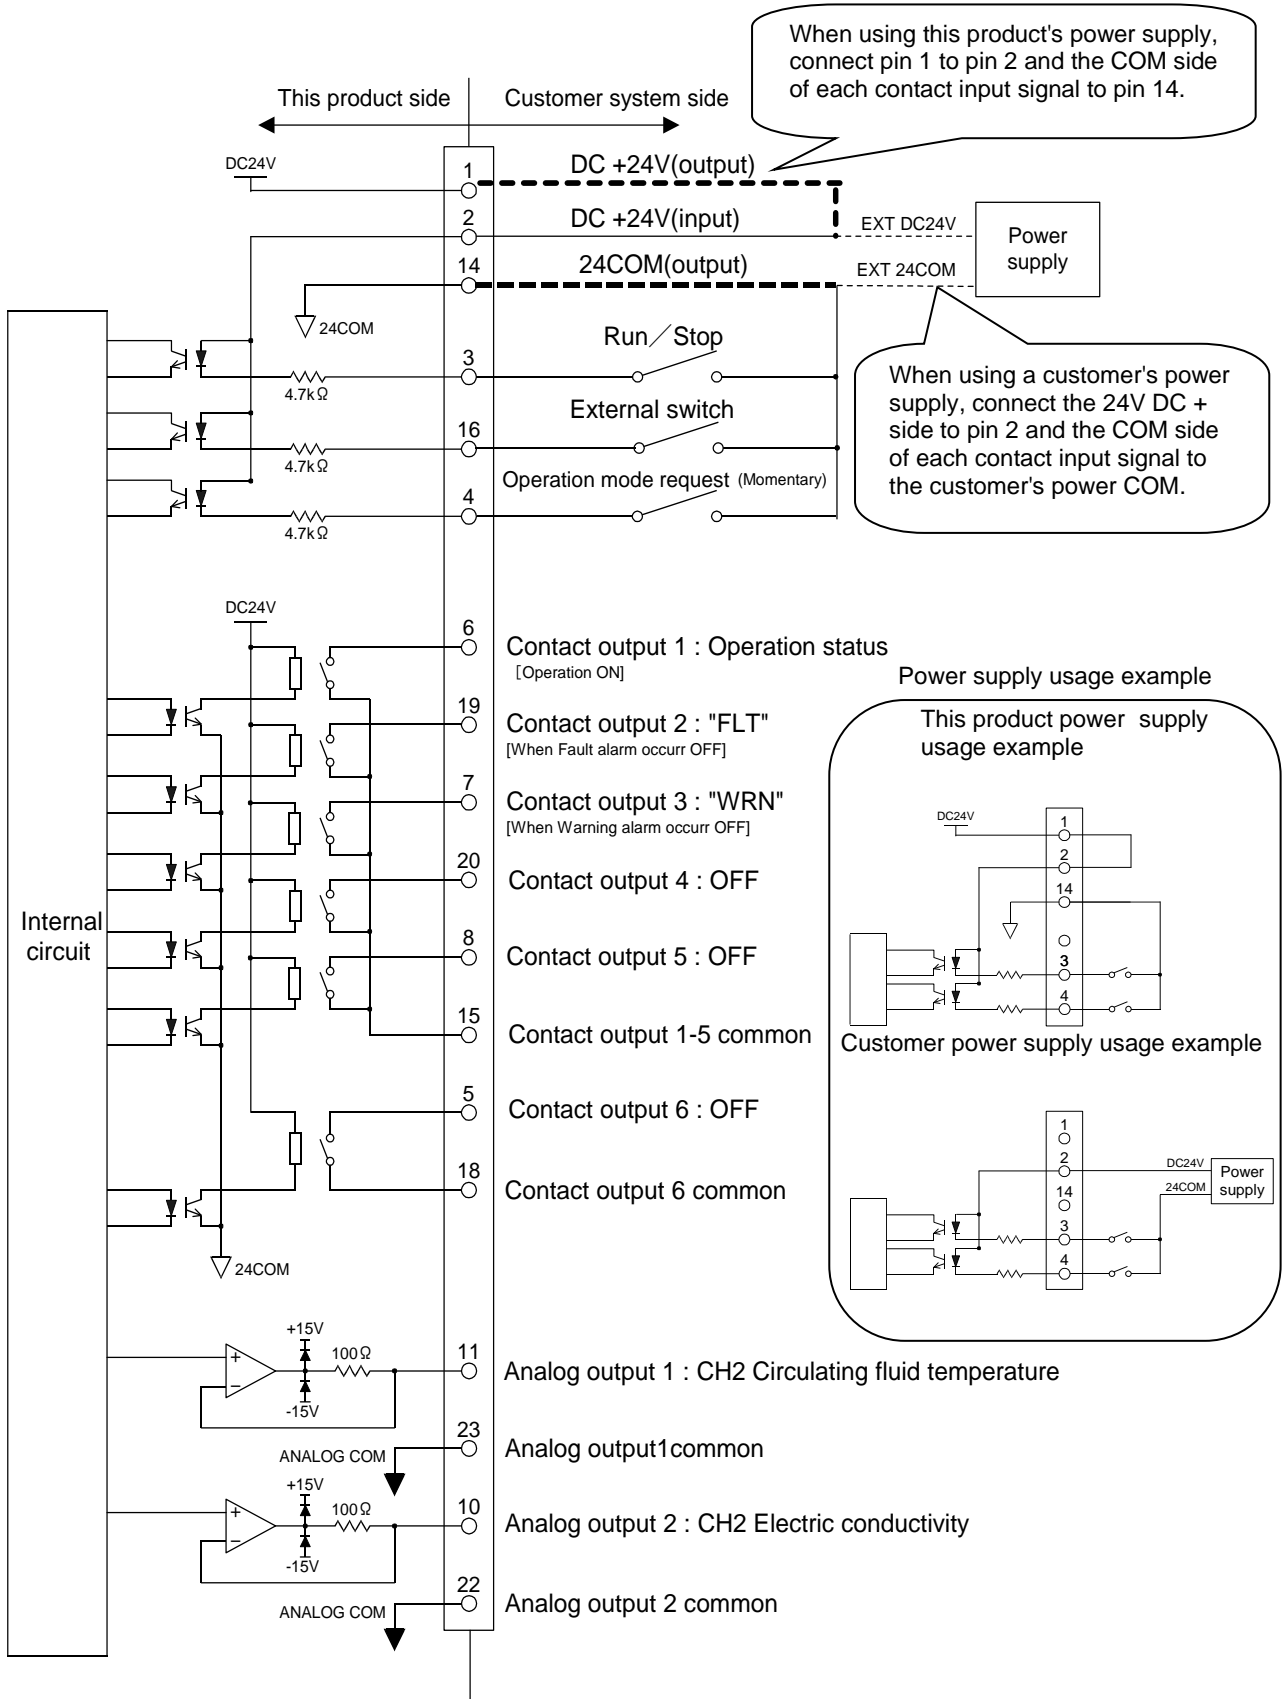 When using this product's power supply,
connect pin 1 to pin 2 and the COM side
of each contact input signal to pin 14.
This product side
Customer system side
DC24V
1
DC +24V(output)
2
DC +24V(input)
EXT DC24V
Power
supply
14
24COM(output)
EXT 24COM
24COM
Run／Stop
3
4.7kΩ
When using a customer's power
supply, connect the 24V DC +
side to pin 2 and the COM side
of each contact input signal to
the customer's power COM.
External switch
16
4.7kΩ
Operation mode request (Momentary)
4
4.7kΩ
Internal
circuit
DC24V
6
Contact output 1 : Operation status
[Operation ON]
19
Contact output 2 : "FLT"
[When Fault alarm occurr OFF]
7
Contact output 3 : "WRN"
[When Warning alarm occurr OFF]
20
Contact output 4 : OFF
8
Contact output 5 : OFF
15
Contact output 1-5 common
5
Contact output 6 : OFF
18
Contact output 6 common
24COM
Power supply usage example
This product power supply
usage example
DC24V
1
2
14
3
4
Customer power supply usage example
1
2
DC24V
Power
supply
14
24COM
3
4
+15V
100Ω
+
−
-15V
11
Analog output 1 : CH2 Circulating fluid temperature
23
ANALOG COM
Analog output1common
+15V
100Ω
+
−
-15V
10
Analog output 2 : CH2 Electric conductivity
22
ANALOG COM
Analog output 2 common